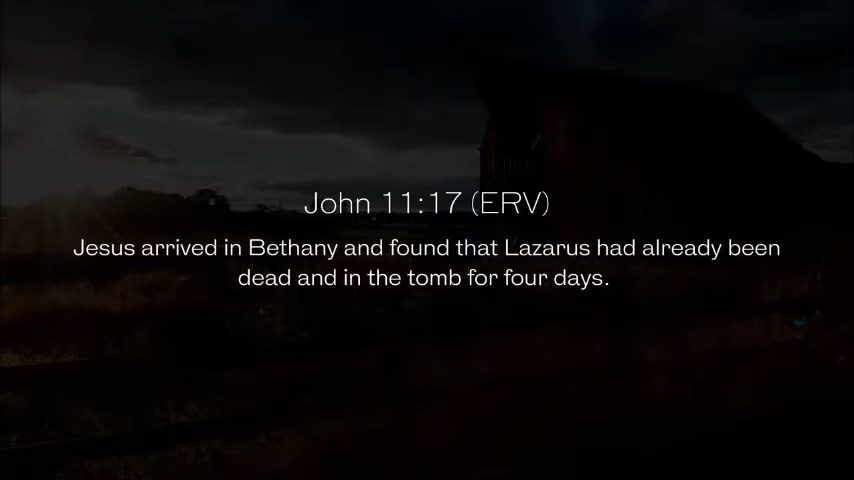 John 11:17 (ERV)
Jesus arrived in Bethany and found that Lazarus had already been
dead and in the tomb for four days.